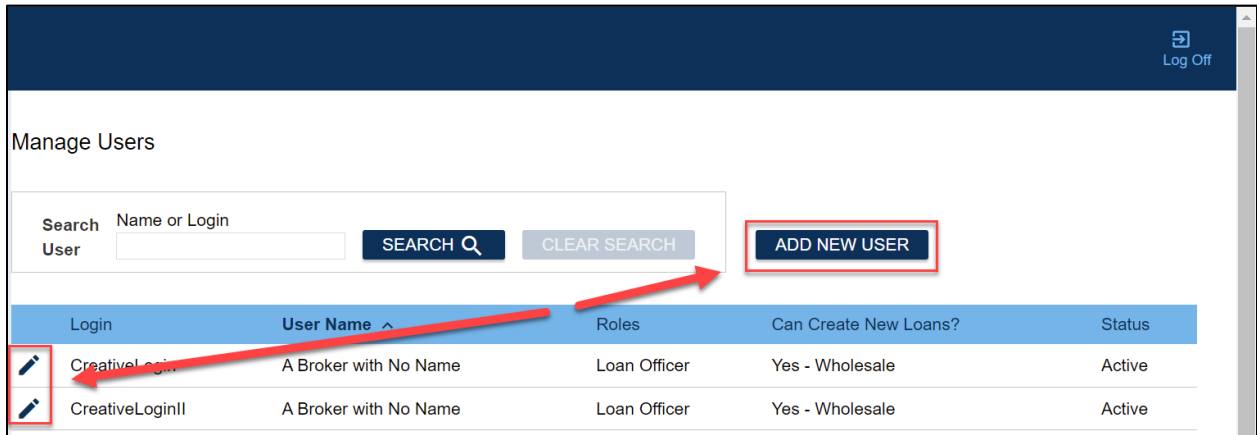 Log Off
Manage Users
Search User
Name or Login
SEARCH
CLEAR SEARCH
ADD NEW USER
Login User Name Roles Can Create New Loans? Status
CreativeLogin A Broker with No Name Loan Officer Yes - Wholesale Active
CreativeLoginII A Broker with No Name Loan Officer Yes - Wholesale Active